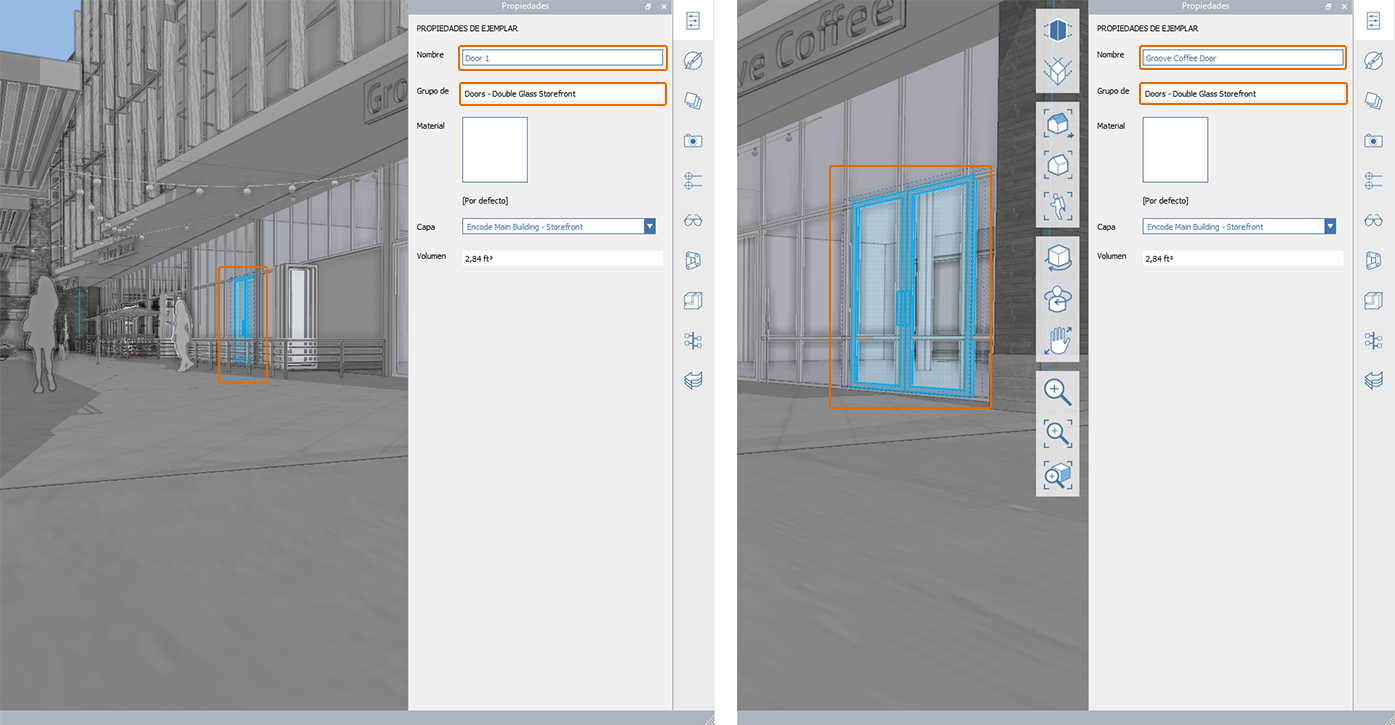 Propiedades
PROPIEDADES DE EJEMPLAR
Nombre
Door 1
Grupo de
Doors - Double Glass Storefront
Material
[Por defecto]
Capa
Encode Main Building - Storefront
Volumen
2,84 ft³
Gro
ve Coffee
Propiedades
PROPIEDADES DE EJEMPLAR
Nombre
Groove Coffee Door
Grupo de
Doors - Double Glass Storefront
Material
[Por defecto]
Capa
Encode Main Building - Storefront
Volumen
2,84 ft³